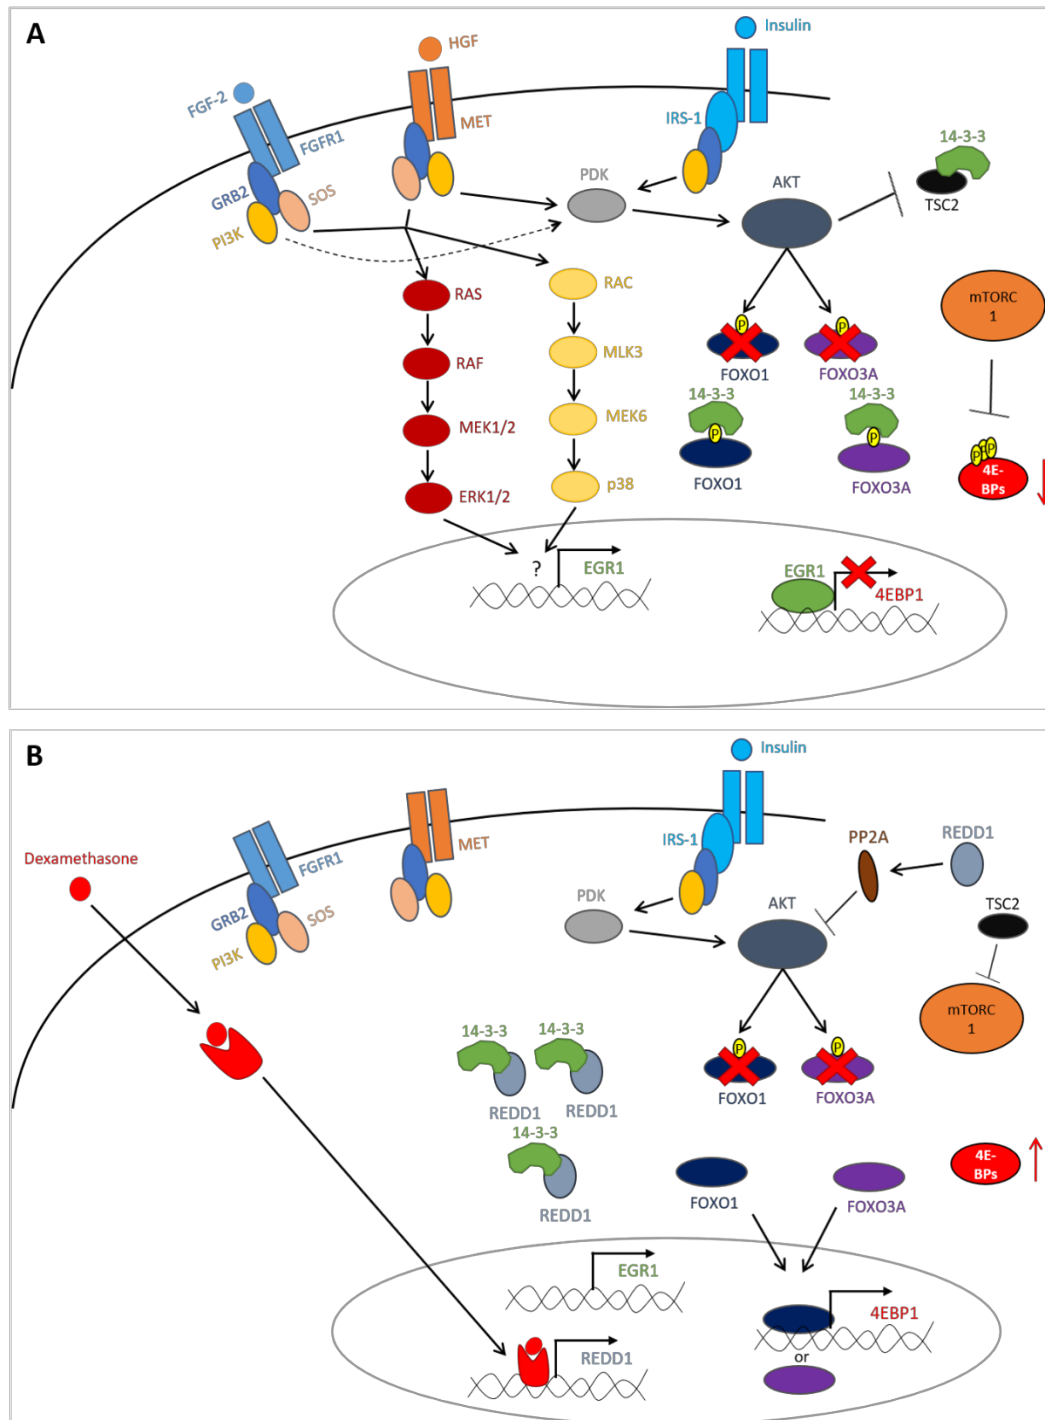 A
HGF
Insulin
FGF-2
FGFR1
MET
IRS-1
14-3-3
TSC2
GRB2
SOS
PI3K
PDK
AKT
RAS
RAC
mTORC
1
P
P
RAF
MLK3
FOXO1
FOXO3A
14-3-3
14-3-3
MEK1/2
MEK6
P
P
FOXO1
FOXO3A
P
P
P
4E-
BPs
ERK1/2
p38
?
EGR1
EGR1
4EBP1
B
Insulin
Dexamethasone
FGFR1
MET
IRS-1
PP2A
REDD1
GRB2
SOS
PI3K
PDK
AKT
TSC2
mTORC
1
14-3-3
14-3-3
P
P
REDD1
REDD1
FOXO1
FOXO3A
14-3-3
REDD1
FOXO1
FOXO3A
4E-
BPs
EGR1
4EBP1
REDD1
or